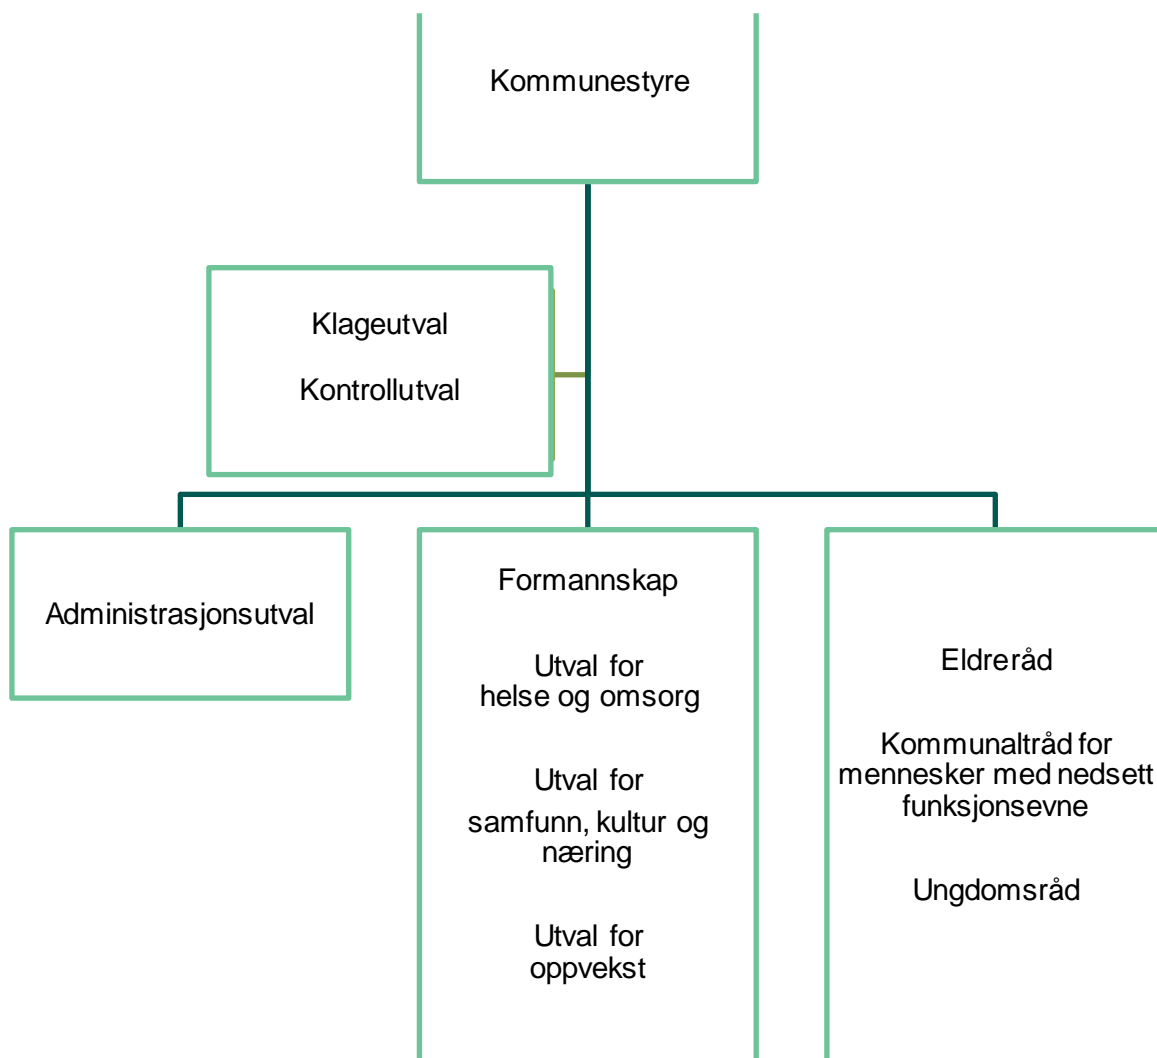 Kommunestyre
Klageutval
Kontrollutval
Administrasjonsutval
Formannskap
Utval for
helse og omsorg
Utval for
samfunn, kultur og
næring
Utval for
oppvekst
Eldreråd
Kommunaltråd for
mennesker med nedsett
funksjonsevne
Ungdomsråd